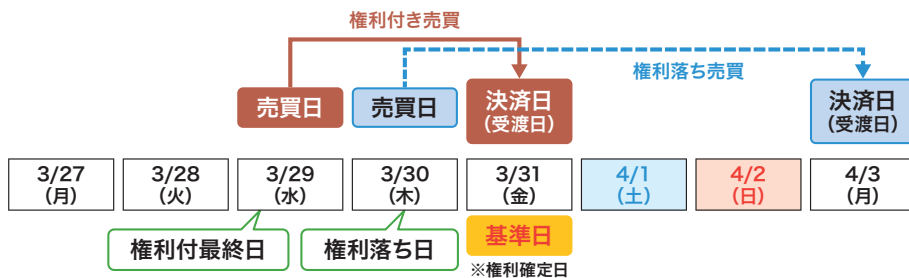 権利付き売買
権利落ち売買
売買日
売買日
決済日
(受渡日)
決済日
(受渡日)
3/27
(月)
3/28
(火)
3/29
(水)
3/30
(木)
3/31
(金)
4/1
(土)
4/2
(日)
4/3
(月)
権利付最終日
権利落ち日
基準日
※権利確定日